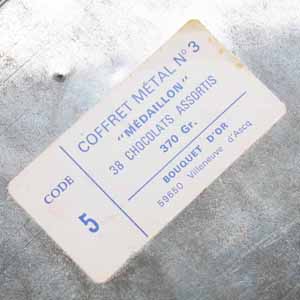 COFFRET MÉTAL N° 3
"MÉDAILLON"
38 CHOCOLATS ASSORTIS
370 Gr.
BOUQUET D'OR
59650 Villeneuve d'Ascq
CODE
5